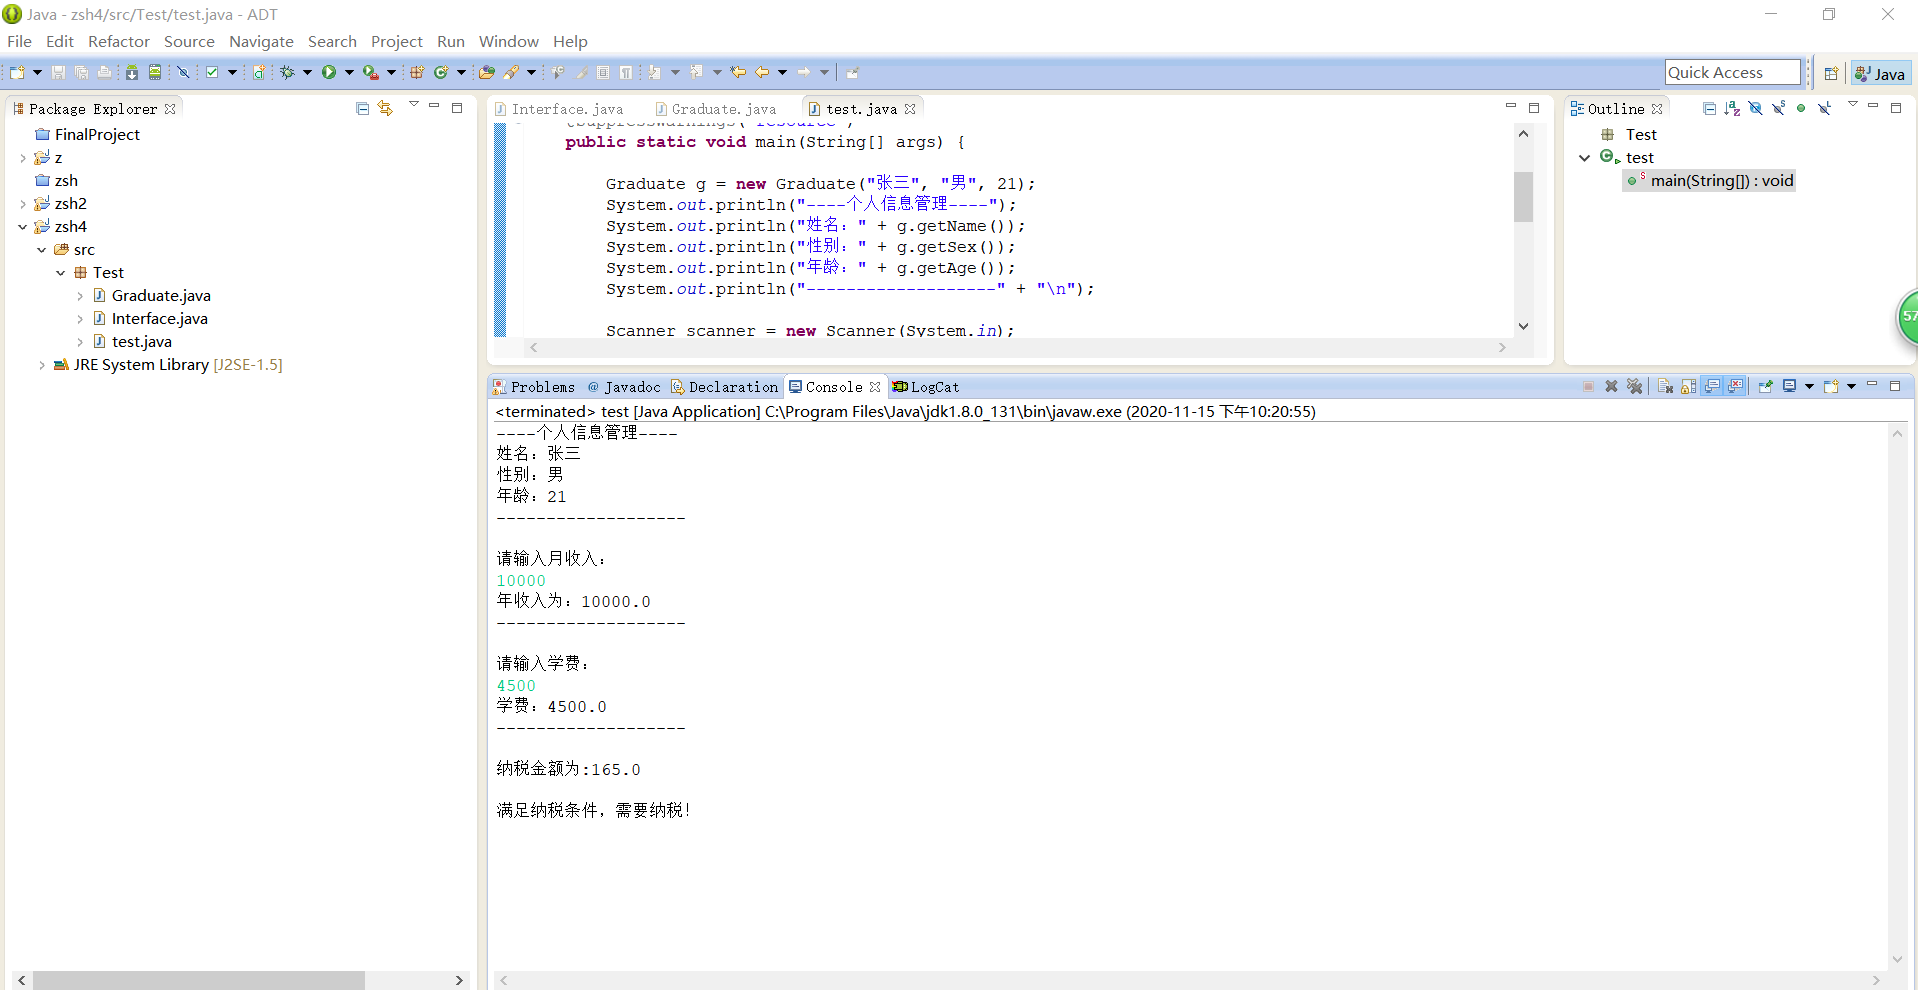 Java - zsh4/src/Test/test.java - ADT
File Edit Refactor Source Navigate Search Project Run Window Help
Quick Access
Java
Package Explorer
FinalProject
z
zsh
zsh2
zsh4
src
Test
Graduate.java
Interface.java
test.java
JRE System Library [J2SE-1.5]
Interface.java Graduate.java test.java
@SuppressWarnings("resource")
public static void main(String[] args) {
Graduate g = new Graduate("张三", "男", 21);
System.out.println("----个人信息管理----");
System.out.println("姓名：" + g.getName());
System.out.println("性别：" + g.getSex());
System.out.println("年龄：" + g.getAge());
System.out.println("-------------------" + "\n");
Scanner scanner = new Scanner(System.in);
Outline
Test
test
main(String[]) : void
57
Problems @ Javadoc Declaration Console LogCat
<terminated> test [Java Application] C:\Program Files\Java\jdk1.8.0_131\bin\javaw.exe (2020-11-15 下午10:20:55)
----个人信息管理----
姓名：张三
性别：男
年龄：21
-------------------
请输入月收入：
10000
年收入为：10000.0
-------------------
请输入学费：
4500
学费：4500.0
-------------------
纳税金额为:165.0
满足纳税条件，需要纳税！